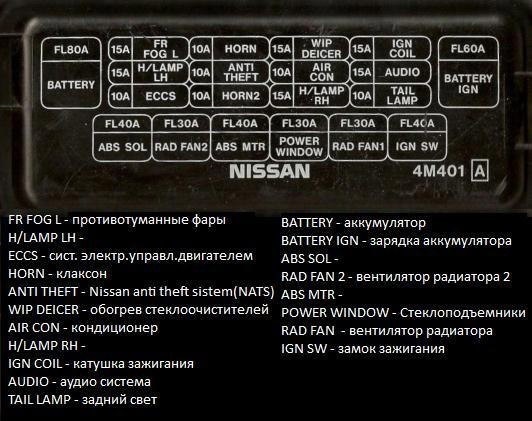 FL80A
BATTERY
15A FR FOG L
10A HORN
15A WIP DEICER
15A IGN COIL
FL60A
BATTERY IGN
15A H/LAMP LH
10A ANTI THEFT
10A AIR CON
15A AUDIO
10A ECCS
10A HORN2
15A H/LAMP RH
10A TAIL LAMP
FL40A FL30A FL40A FL30A FL30A FL40A
ABS SOL RAD FAN2 ABS MTR POWER WINDOW RAD FAN1 IGN SW
NISSAN 4M401 A
FR FOG L - противотуманные фары
H/LAMP LH -
ECCS - сист. электр.управл.двигателем
HORN - клаксон
ANTI THEFT - Nissan anti theft sistem(NATS)
WIP DEICER - обогрев стеклоочистителей
AIR CON - кондиционер
H/LAMP RH -
IGN COIL - катушка зажигания
AUDIO - аудио система
TAIL LAMP - задний свет
BATTERY - аккумулятор
BATTERY IGN - зарядка аккумулятора
ABS SOL -
RAD FAN 2 - вентилятор радиатора 2
ABS MTR -
POWER WINDOW - Стеклоподъемники
RAD FAN - вентилятор радиатора
IGN SW - замок зажигания